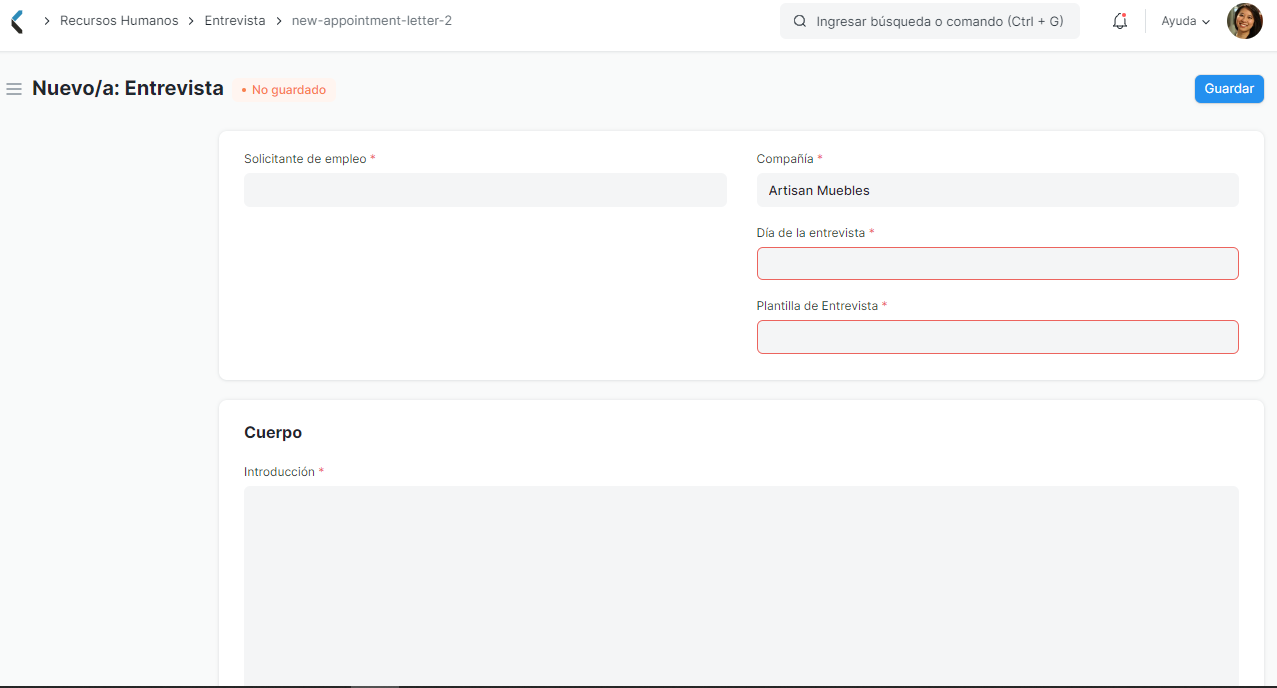 Recursos Humanos Entrevista new-appointment-letter-2
Ingresar búsqueda o comando (Ctrl + G)
Ayuda
Nuevo/a: Entrevista
No guardado
Guardar
Solicitante de empleo *
Compañía *
Artisan Muebles
Día de la entrevista *
Plantilla de Entrevista *
Cuerpo
Introducción *